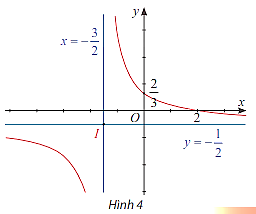 y
x = -3/2
2/3
x
O
2
I
y = -1/2
Hình 4